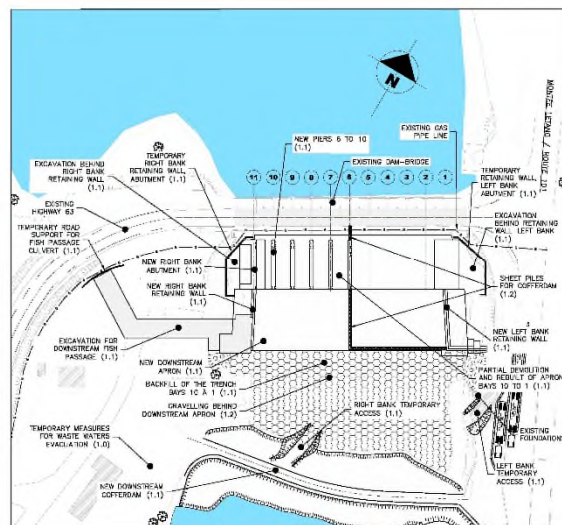 N
MONTÉE LEPAND / ROUTE 101
NEW PIERS 6 TO 10
(1.1)
EXISTING GAS
PIPE LINE
EXISTING DAM-BRIDGE
TEMPORARY
RIGHT BANK
RETAINING WALL,
ABUTMENT (1.1)
EXCAVATION BEHIND
RIGHT BANK
RETAINING WALL
(1.1)
11 10 9 8 7 6 5 4 3 2 1
TEMPORARY
RETAINING WALL,
LEFT BANK
ABUTMENT (1.1)
EXISTING
HIGHWAY 63
EXCAVATION
BEHIND RETAINING
WALL LEFT BANK
(1.1)
TEMPORARY ROAD
SUPPORT FOR
FISH PASSAGE
CULVERT (1.1)
NEW RIGHT BANK
ABUTMENT (1.1)
SHEET PILES
FOR COFFERDAM
(1.2)
NEW RIGHT BANK
RETAINING WALL
(1.1)
EXCAVATION FOR
DOWNSTREAM FISH
PASSAGE (1.1)
NEW LEFT BANK
RETAINING WALL
(1.1)
NEW DOWNSTREAM
APRON (1.1)
PARTIAL DEMOLITION
AND REBUILT OF APRON
BAYS 10 TO 1 (1.1)
BACKFILL OF THE TRENCH
BAYS 10 À 1 (1.1)
GRAVELLING BEHIND
DOWNSTREAM APRON (1.2)
RIGHT BANK TEMPORARY
ACCESS (1.1)
TEMPORARY MEASURES
FOR WASTE WATERS
EVACUATION (1.0)
EXISTING
FOUNDATION
LEFT BANK
TEMPORARY
ACCESS (1.1)
NEW DOWNSTREAM
COFFERDAM (1.1)